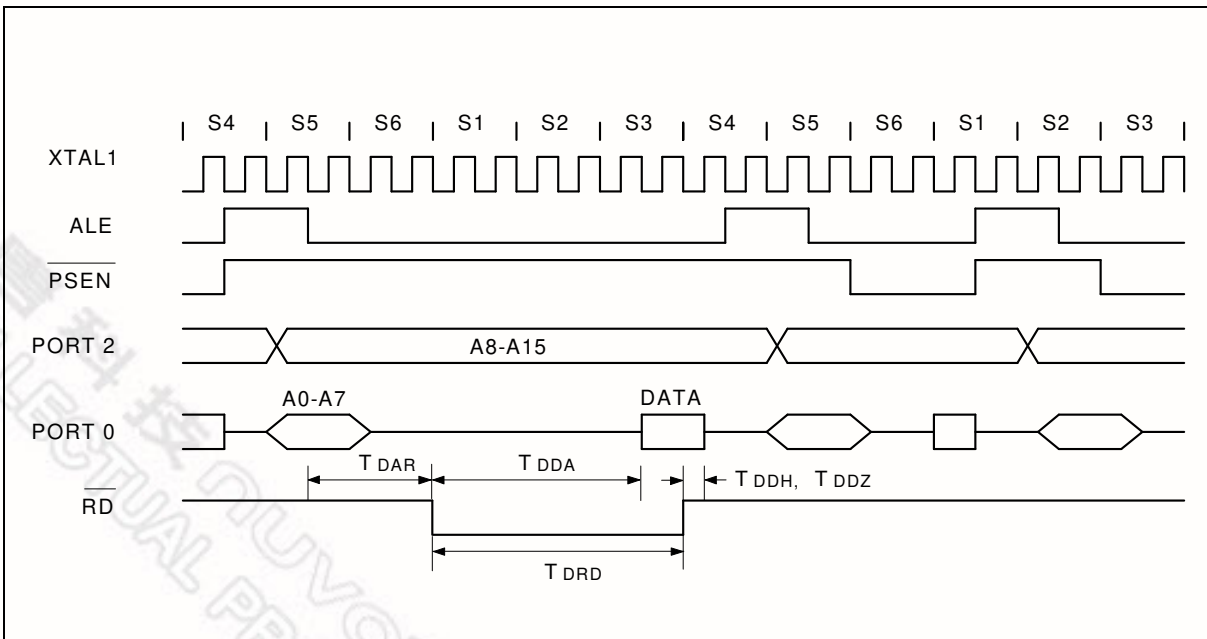 S4 S5 S6 S1 S2 S3 S4 S5 S6 S1 S2 S3
XTAL1
ALE
PSEN
PORT 2 A8-A15
A0-A7 DATA
PORT 0
T DAR T DDA T DDH, T DDZ
RD
T DRD